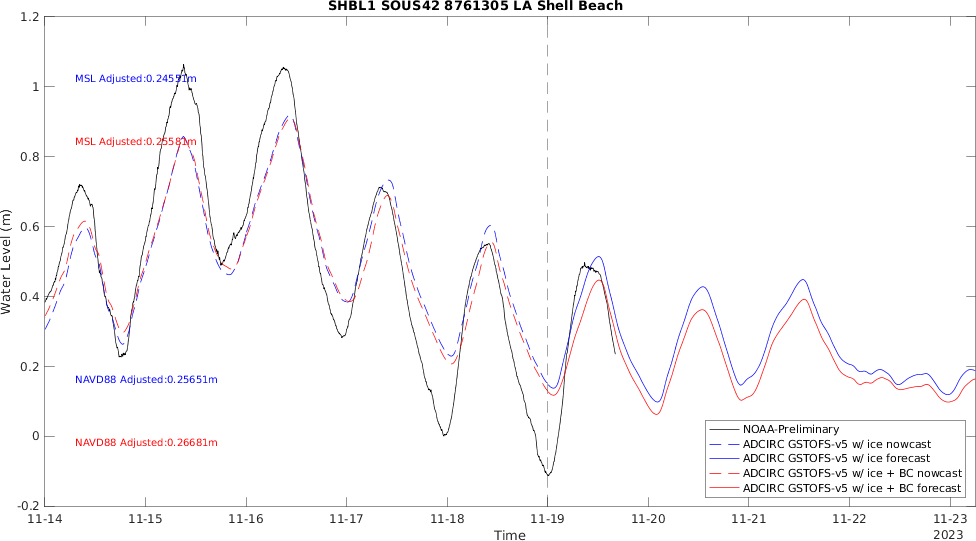 SHBL1 SOUS42 8761305 LA Shell Beach
1.2
1
0.8
0.6
0.4
0.2
0
-0.2
Water Level (m)
MSL Adjusted:0.24551m
MSL Adjusted:0.25581m
NAVD88 Adjusted:0.25651m
NAVD88 Adjusted:0.26681m
NOAA-Preliminary
ADCIRC GSTOFS-v5 w/ ice nowcast
ADCIRC GSTOFS-v5 w/ ice forecast
ADCIRC GSTOFS-v5 w/ ice + BC nowcast
ADCIRC GSTOFS-v5 w/ ice + BC forecast
11-14 11-15 11-16 11-17 11-18 11-19 11-20 11-21 11-22 11-23
Time
2023